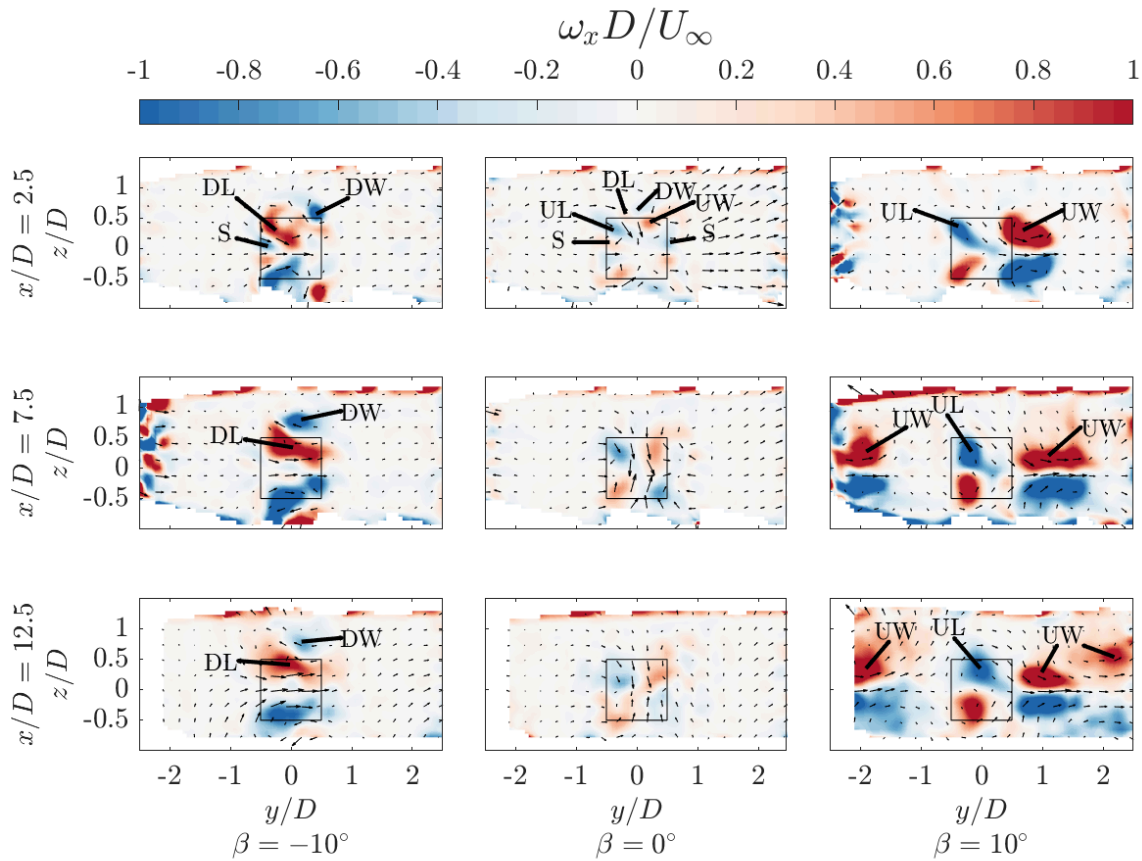 ωₓD/U∞
-1 -0.8 -0.6 -0.4 -0.2 0 0.2 0.4 0.6 0.8 1
x/D = 2.5
z/D
1
0.5
0
-0.5
DL
DW
S
DL
DW
UL
UW
S
S
UL
UW
x/D = 7.5
z/D
1
0.5
0
-0.5
DW
DL
UL
UW
UW
x/D = 12.5
z/D
1
0.5
0
-0.5
DW
DL
UW
UL
UW
-2 -1 0 1 2
-2 -1 0 1 2
-2 -1 0 1 2
y/D
y/D
y/D
β = −10°
β = 0°
β = 10°